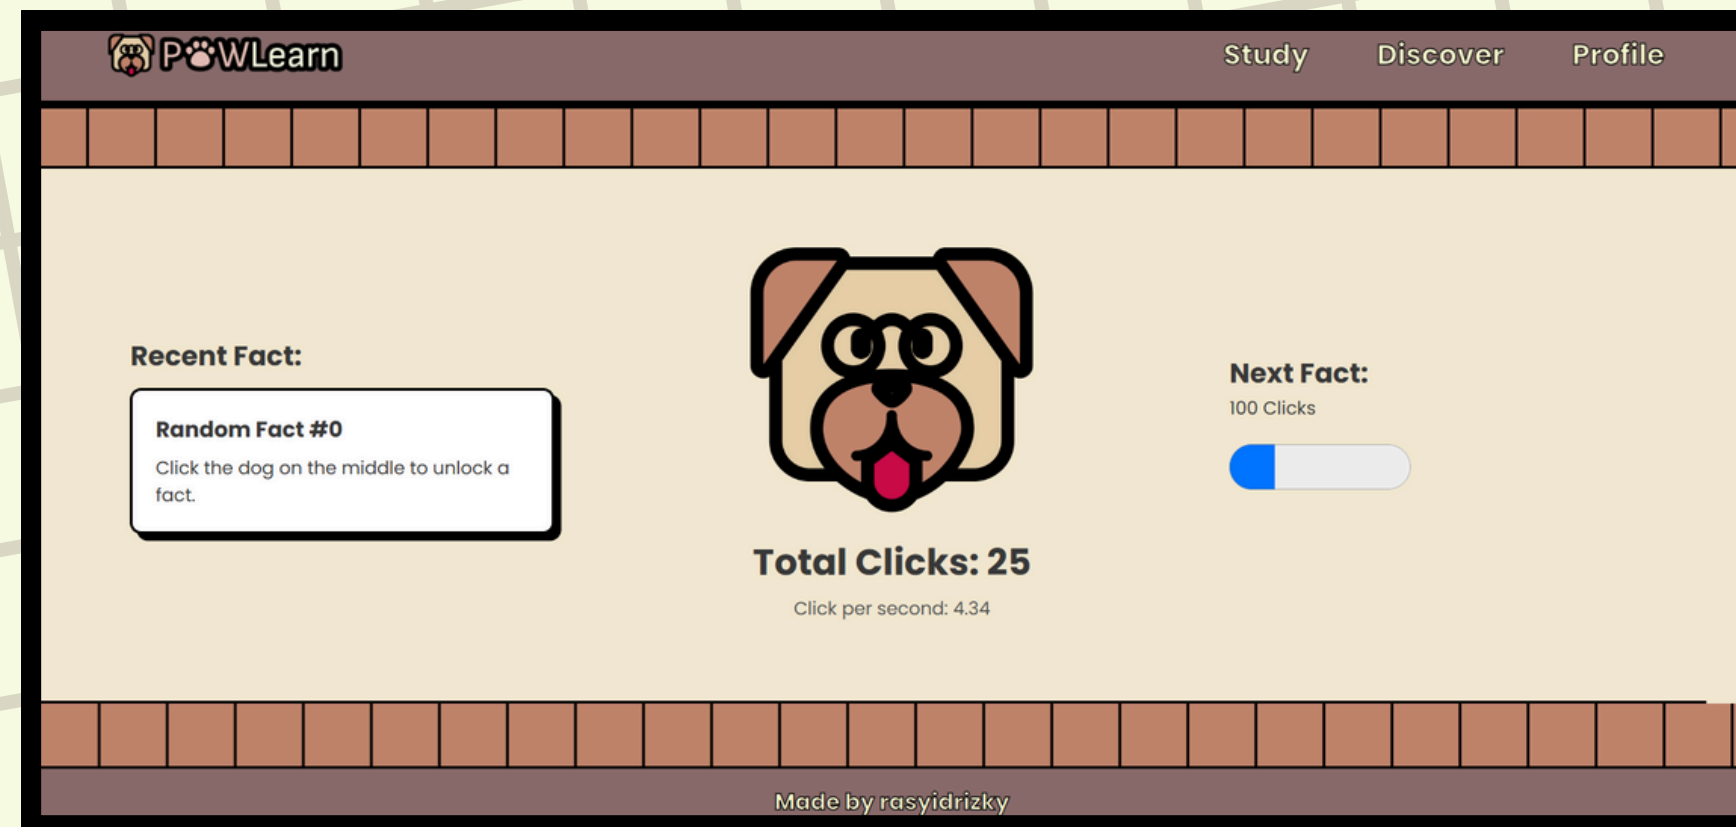 PAWLearn
Study Discover Profile
Recent Fact:
Random Fact #0
Click the dog on the middle to unlock a
fact.
Total Clicks: 25
Click per second: 4.34
Next Fact:
100 Clicks
Made by rasyidrizky